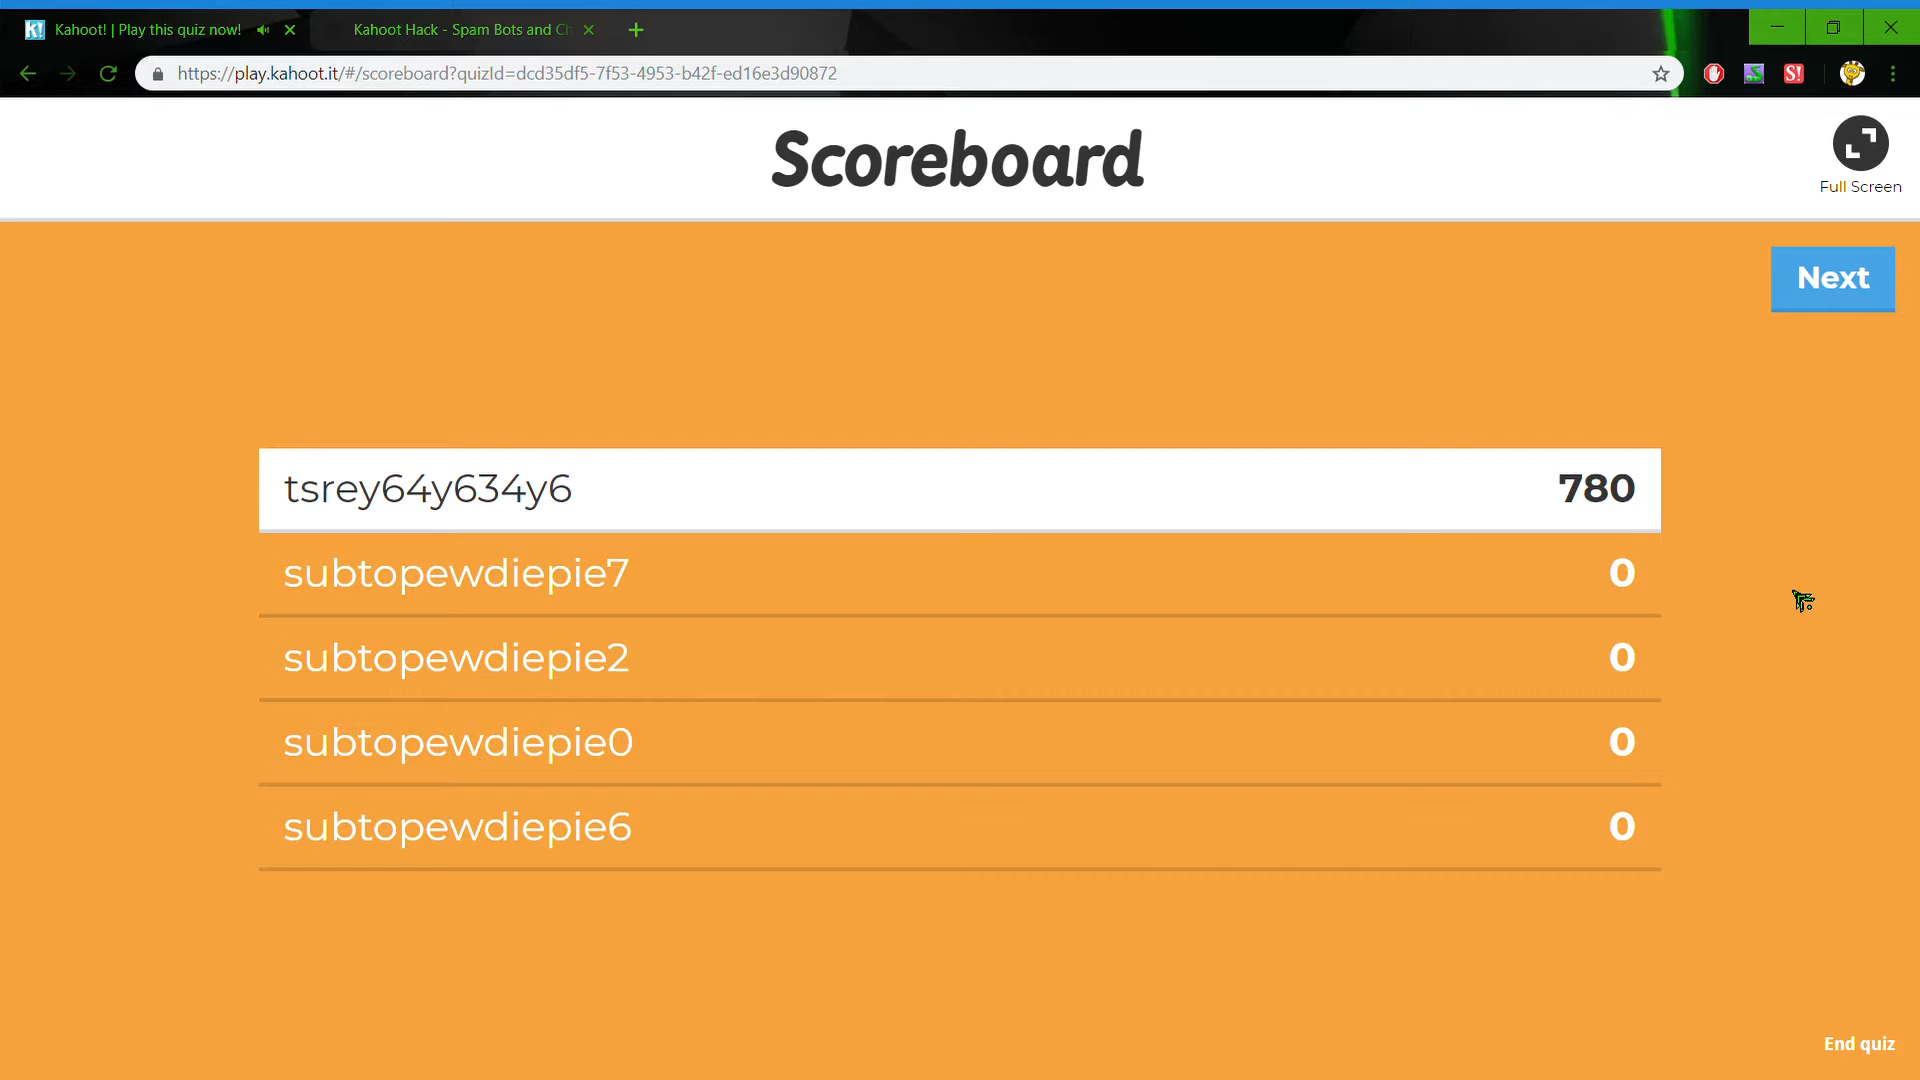 Kahoot! | Play this quiz now!
Kahoot Hack - Spam Bots and Ch
https://play.kahoot.it/#/scoreboard?quizId=dcd35df5-7f53-4953-b42f-ed16e3d90872
Scoreboard
Full Screen
Next
tsrey64y634y6 780
subtopewdiepie7 0
subtopewdiepie2 0
subtopewdiepie0 0
subtopewdiepie6 0
End quiz